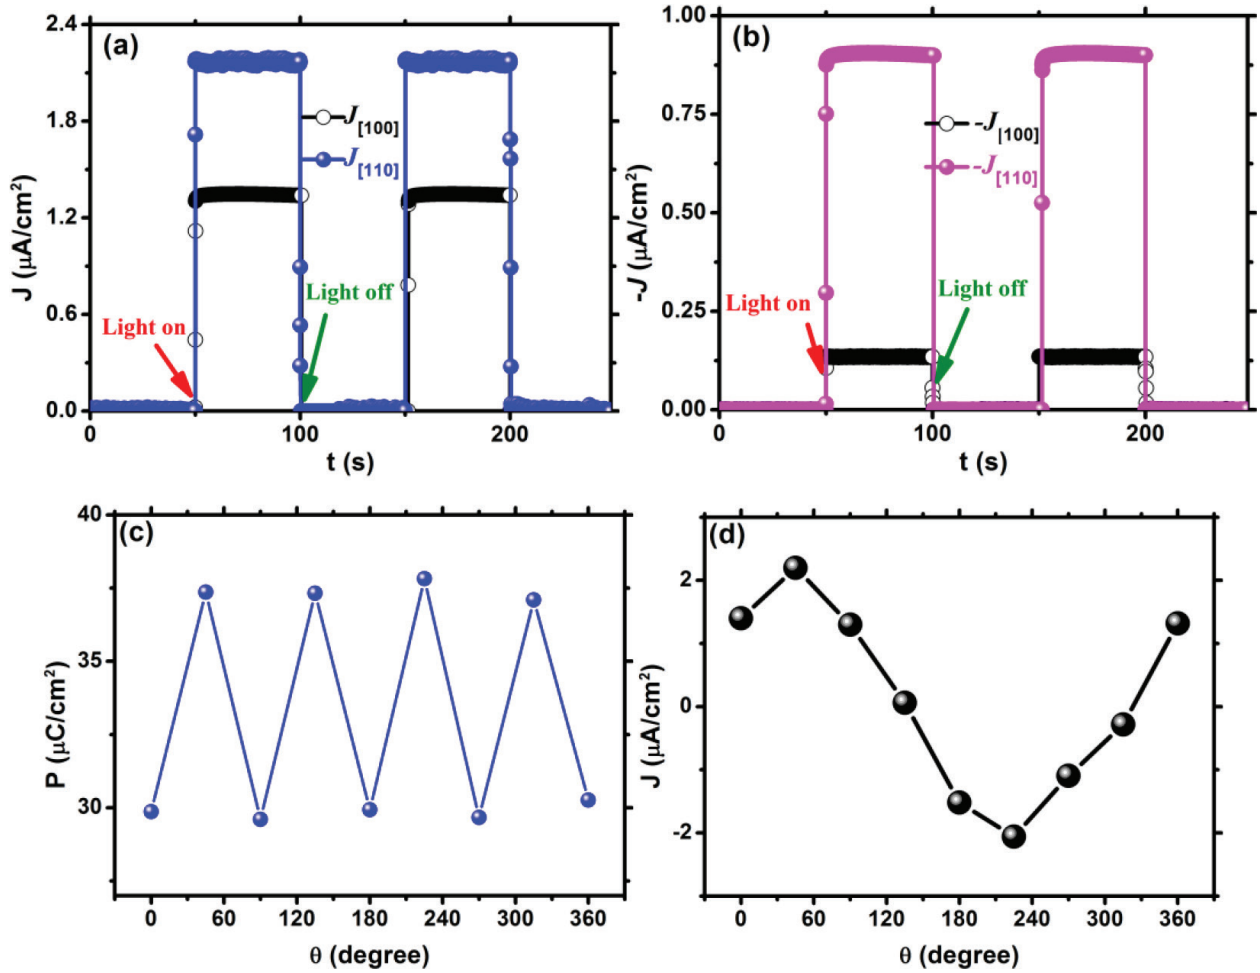 (a)
J (μA/cm²)
2.4
1.8
1.2
0.6
0.0
J[100]
J[110]
Light on
Light off
0
100
200
t (s)
(b)
-J (μA/cm²)
1.00
0.75
0.50
0.25
0.00
-J[100]
-J[110]
Light on
Light off
0
100
200
t (s)
(c)
P (μC/cm²)
40
35
30
0 60 120 180 240 300 360
θ (degree)
(d)
J (μA/cm²)
2
0
-2
0 60 120 180 240 300 360
θ (degree)